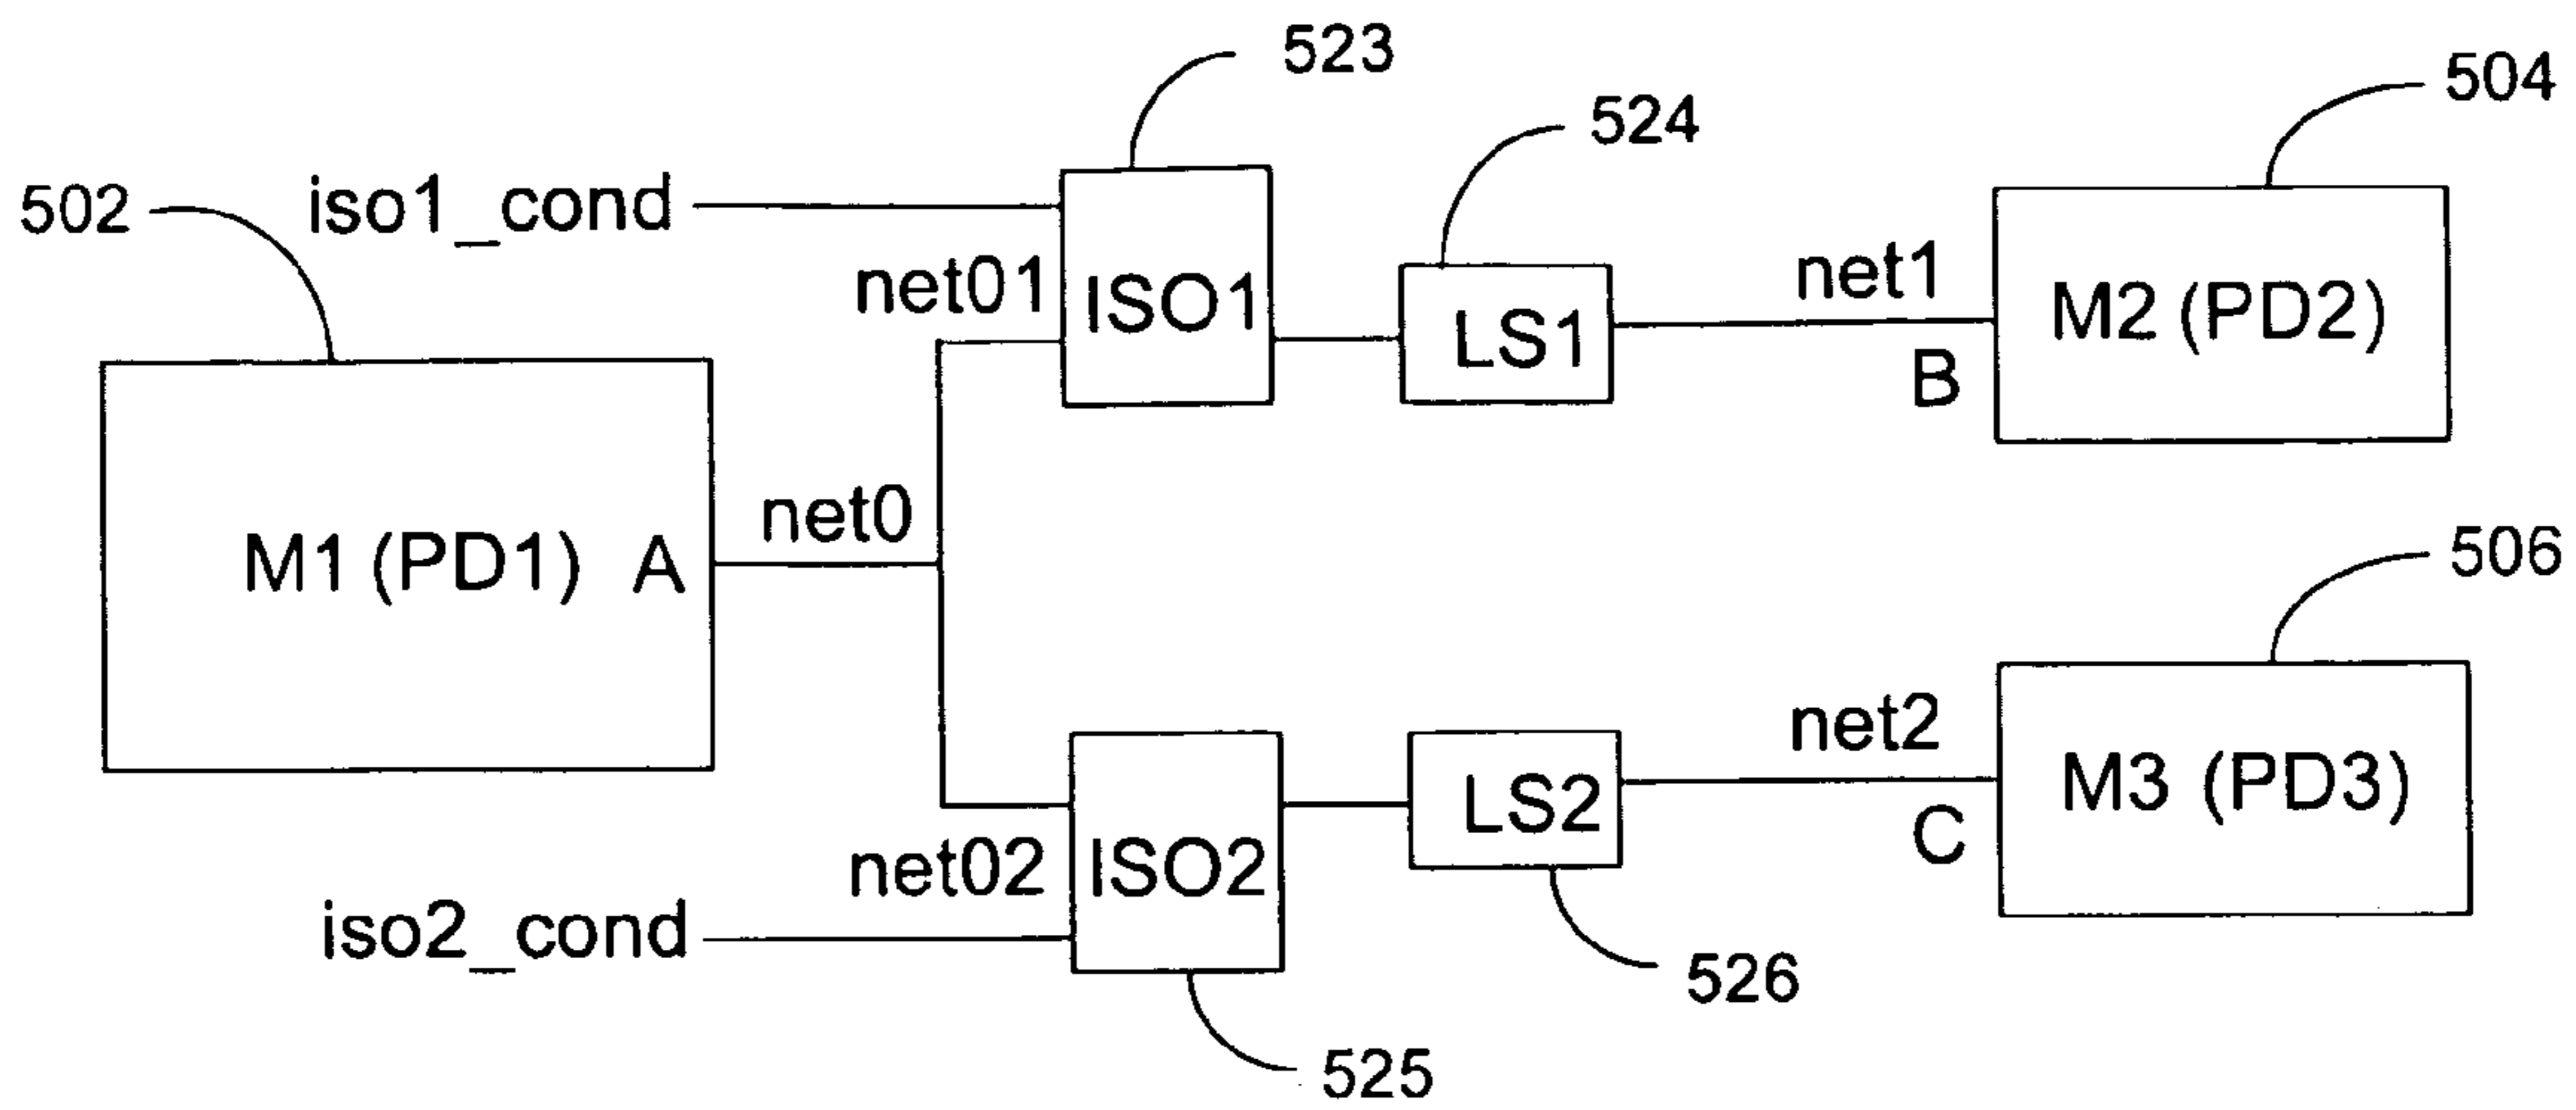 523
504
524
502
iso1_cond
net01
ISO1
LS1
net1
M2 (PD2)
B
net0
M1 (PD1)
A
506
net2
M3 (PD3)
C
LS2
net02
ISO2
iso2_cond
526
525